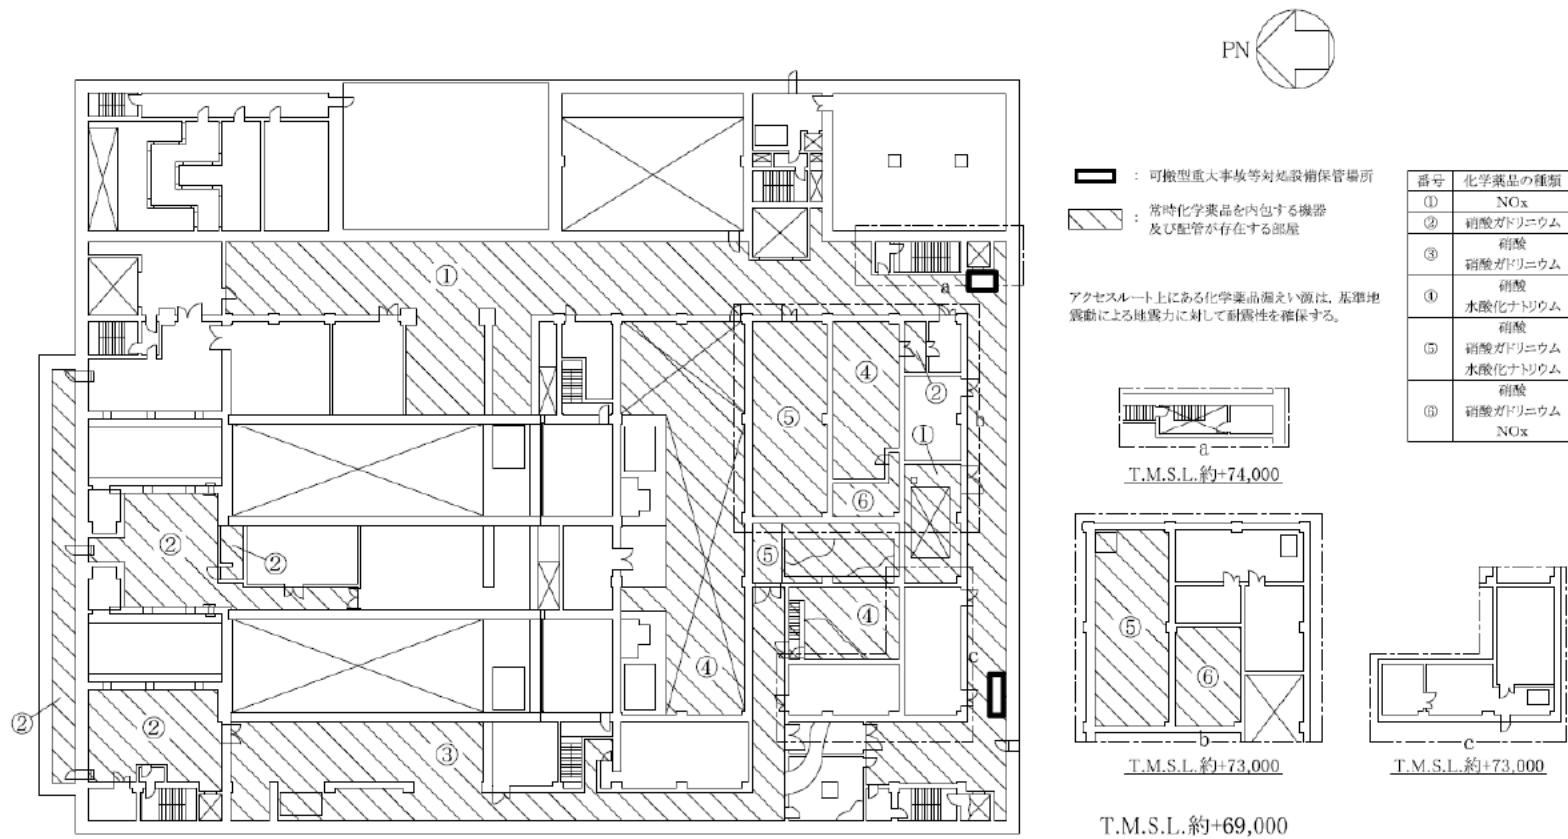 PN
： 可搬型重大事故等対処設備保管場所
： 常時化学薬品を内包する機器
及び配管が存在する部屋
アクセスルート上にある化学薬品漏えい源は，基準地
震動による地震力に対して耐震性を確保する。
番号 化学薬品の種類
① NOx
② 硝酸ガドリニウム
③ 硝酸
硝酸ガドリニウム
④ 硝酸
水酸化ナトリウム
⑤ 硝酸
硝酸ガドリニウム
水酸化ナトリウム
⑥ 硝酸
硝酸ガドリニウム
NOx
①
a
④
②
⑤
b
①
⑥
②
②
⑤
④
c
④
②
②
③
a
T.M.S.L.約+74,000
⑤
⑥
b
T.M.S.L.約+73,000
c
T.M.S.L.約+73,000
T.M.S.L.約+69,000